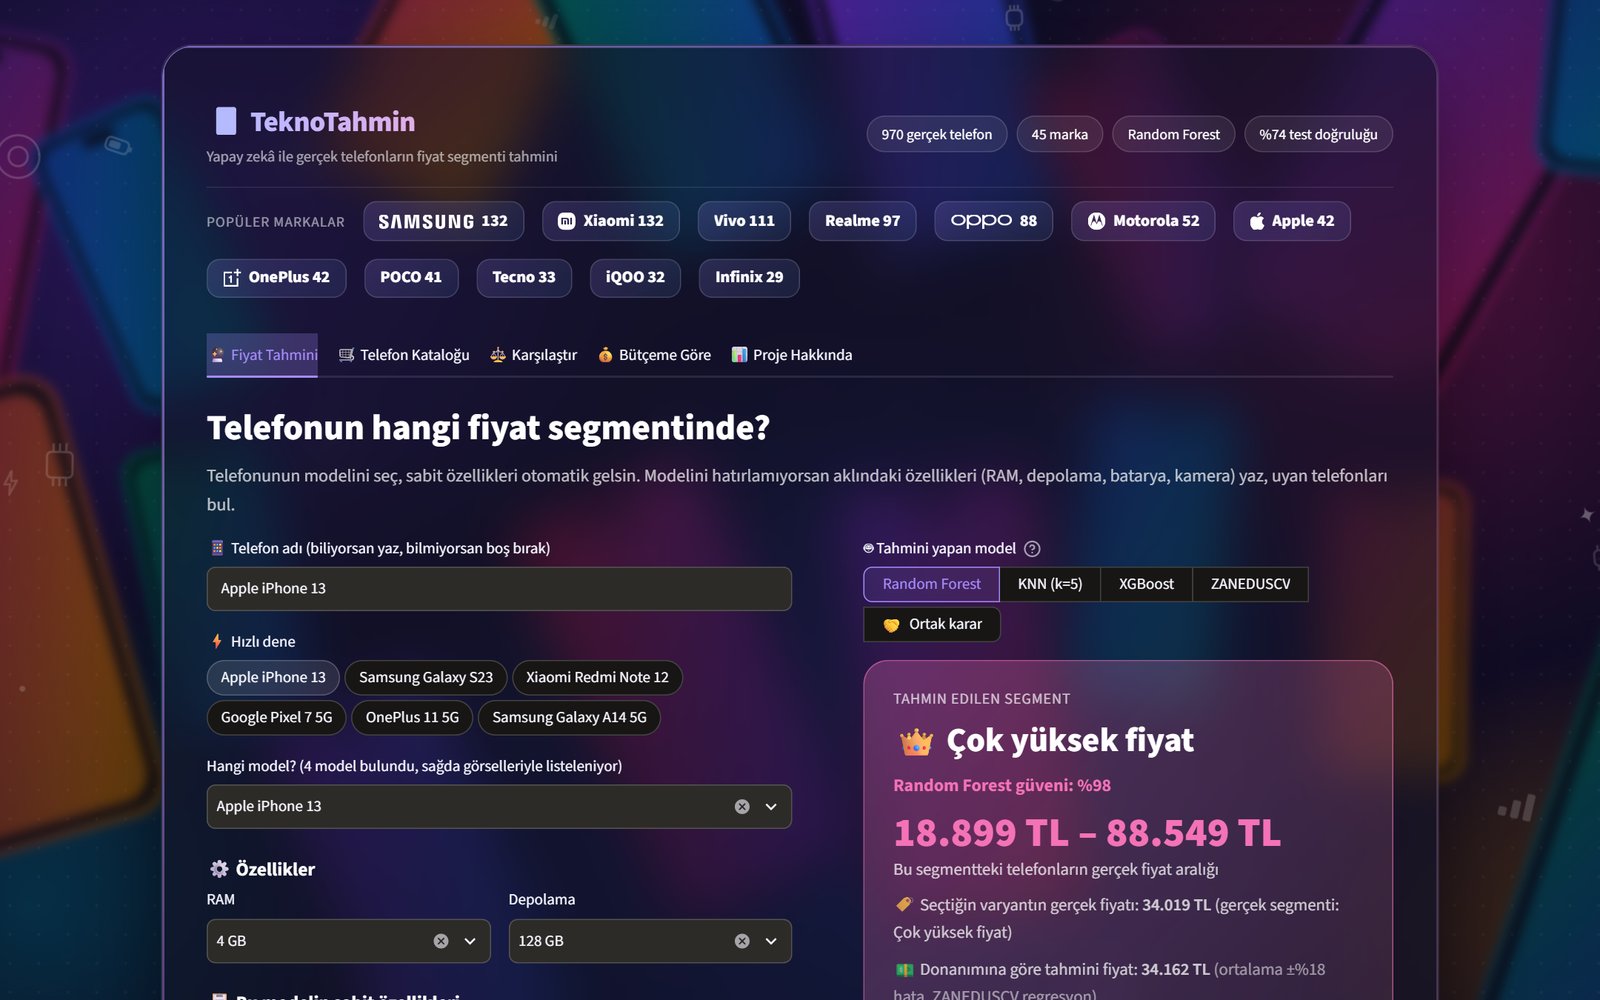 TeknoTahmin
Yapay zekâ ile gerçek telefonların fiyat segmenti tahmini
970 gerçek telefon
45 marka
Random Forest
%74 test doğruluğu
POPÜLER MARKALAR
SAMSUNG 132
Xiaomi 132
Vivo 111
Realme 97
oppo 88
Motorola 52
Apple 42
OnePlus 42
POCO 41
Tecno 33
iQOO 32
Infinix 29
Fiyat Tahmini
Telefon Kataloğu
Karşılaştır
Bütçeme Göre
Proje Hakkında
Telefonun hangi fiyat segmentinde?
Telefonunun modelini seç, sabit özellikleri otomatik gelsin. Modelini hatırlamıyorsan aklındaki özellikleri (RAM, depolama, batarya, kamera) yaz, uyan telefonları
bul.
Telefon adı (biliyorsan yaz, bilmiyorsan boş bırak)
Apple iPhone 13
Hızlı dene
Apple iPhone 13
Samsung Galaxy S23
Xiaomi Redmi Note 12
Google Pixel 7 5G
OnePlus 11 5G
Samsung Galaxy A14 5G
Hangi model? (4 model bulundu, sağda görselleriyle listeleniyor)
Apple iPhone 13
Özellikler
RAM
Depolama
4 GB
128 GB
Bu modelin sabit özellikleri
Tahmini yapan model
Random Forest
KNN (k=5)
XGBoost
ZANEDUSCV
Ortak karar
TAHMIN EDILEN SEGMENT
Çok yüksek fiyat
Random Forest güveni: %98
18.899 TL – 88.549 TL
Bu segmentteki telefonların gerçek fiyat aralığı
Seçtiğin varyantın gerçek fiyatı: 34.019 TL (gerçek segmenti:
Çok yüksek fiyat)
Donanımına göre tahmini fiyat: 34.162 TL (ortalama ±%18
hata, ZANEDUSCV regresyon)